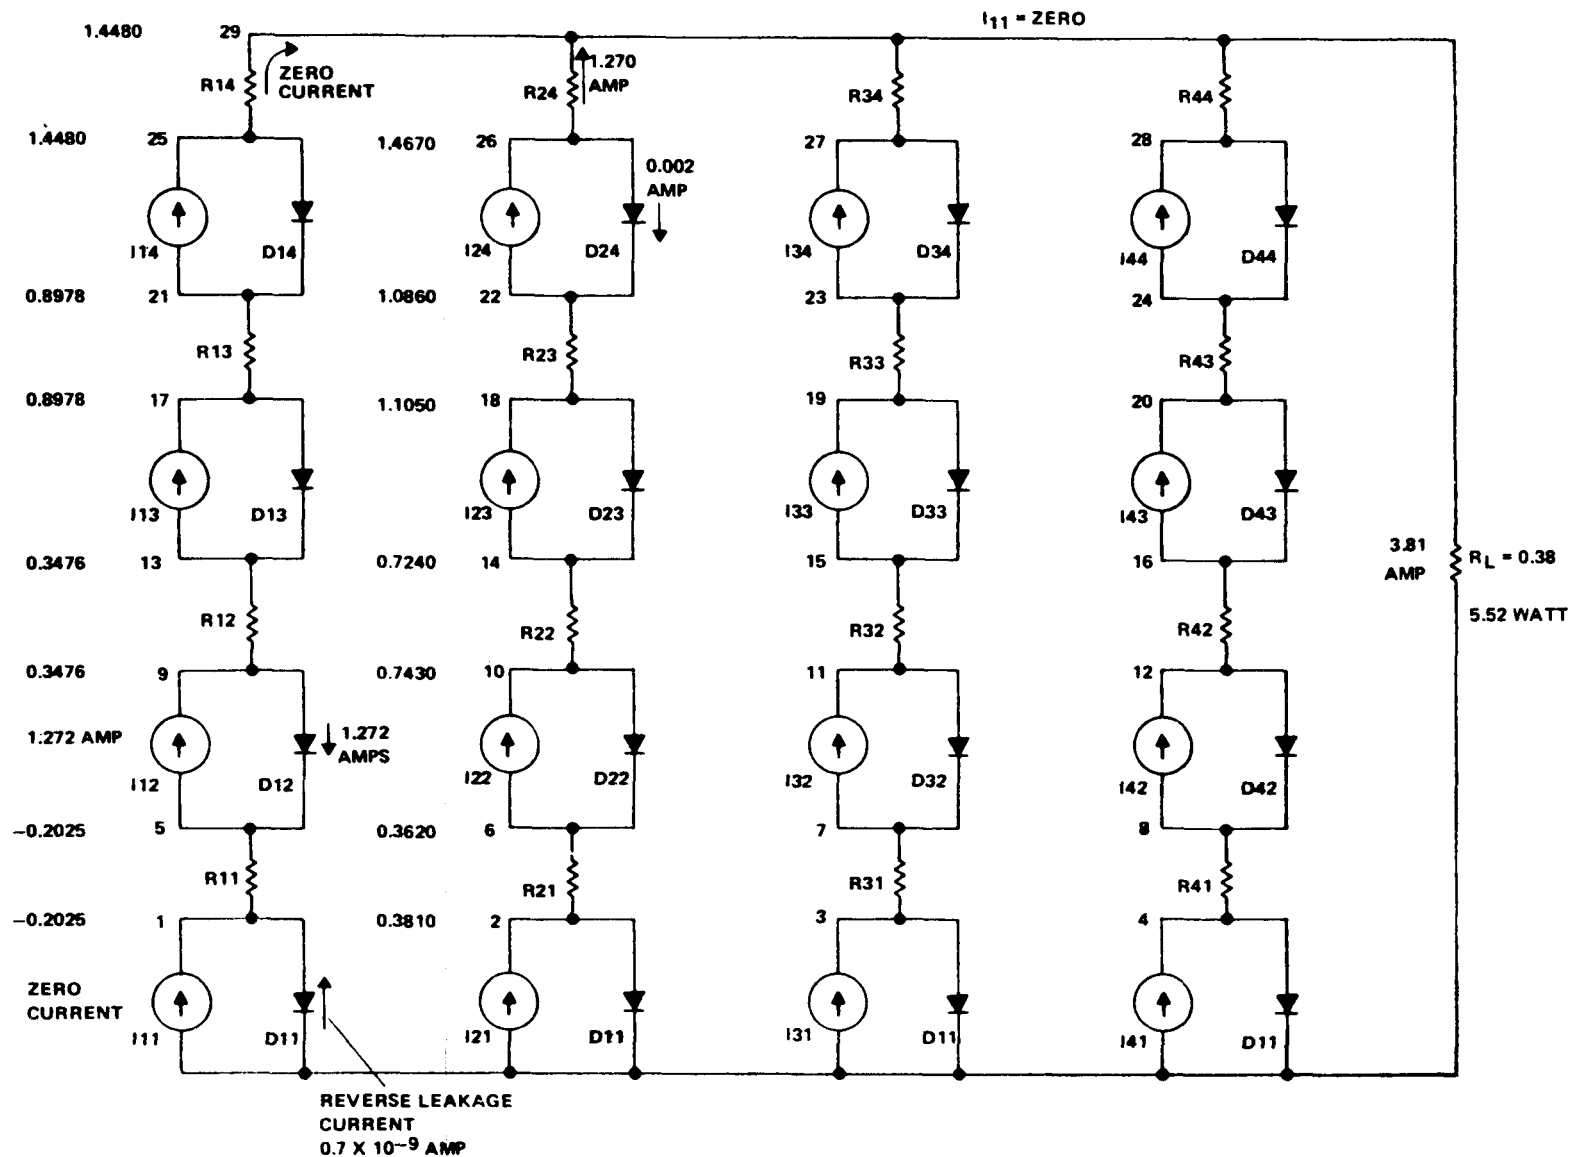 I11 = ZERO
1.4480 29
ZERO
CURRENT
1.270
AMP
R14 R24 R34 R44
1.4480 25 1.4670 26 27 28
0.002
AMP
I14 D14 I24 D24 I34 D34 I44 D44
0.8978 21 1.0860 22 23 24
R13 R23 R33 R43
0.8978 17 1.1050 18 19 20
I13 D13 I23 D23 I33 D33 I43 D43
0.3476 13 0.7240 14 15 16
3.81
AMP
RL = 0.38
5.52 WATT
R12 R22 R32 R42
0.3476 9 0.7430 10 11 12
1.272 AMP
1.272
AMPS
I12 D12 I22 D22 I32 D32 I42 D42
-0.2025 5 0.3620 6 7 8
R11 R21 R31 R41
-0.2025 1 0.3810 2 3 4
ZERO
CURRENT
I11 D11 I21 D11 I31 D11 I41 D11
REVERSE LEAKAGE
CURRENT
0.7 X 10–9 AMP